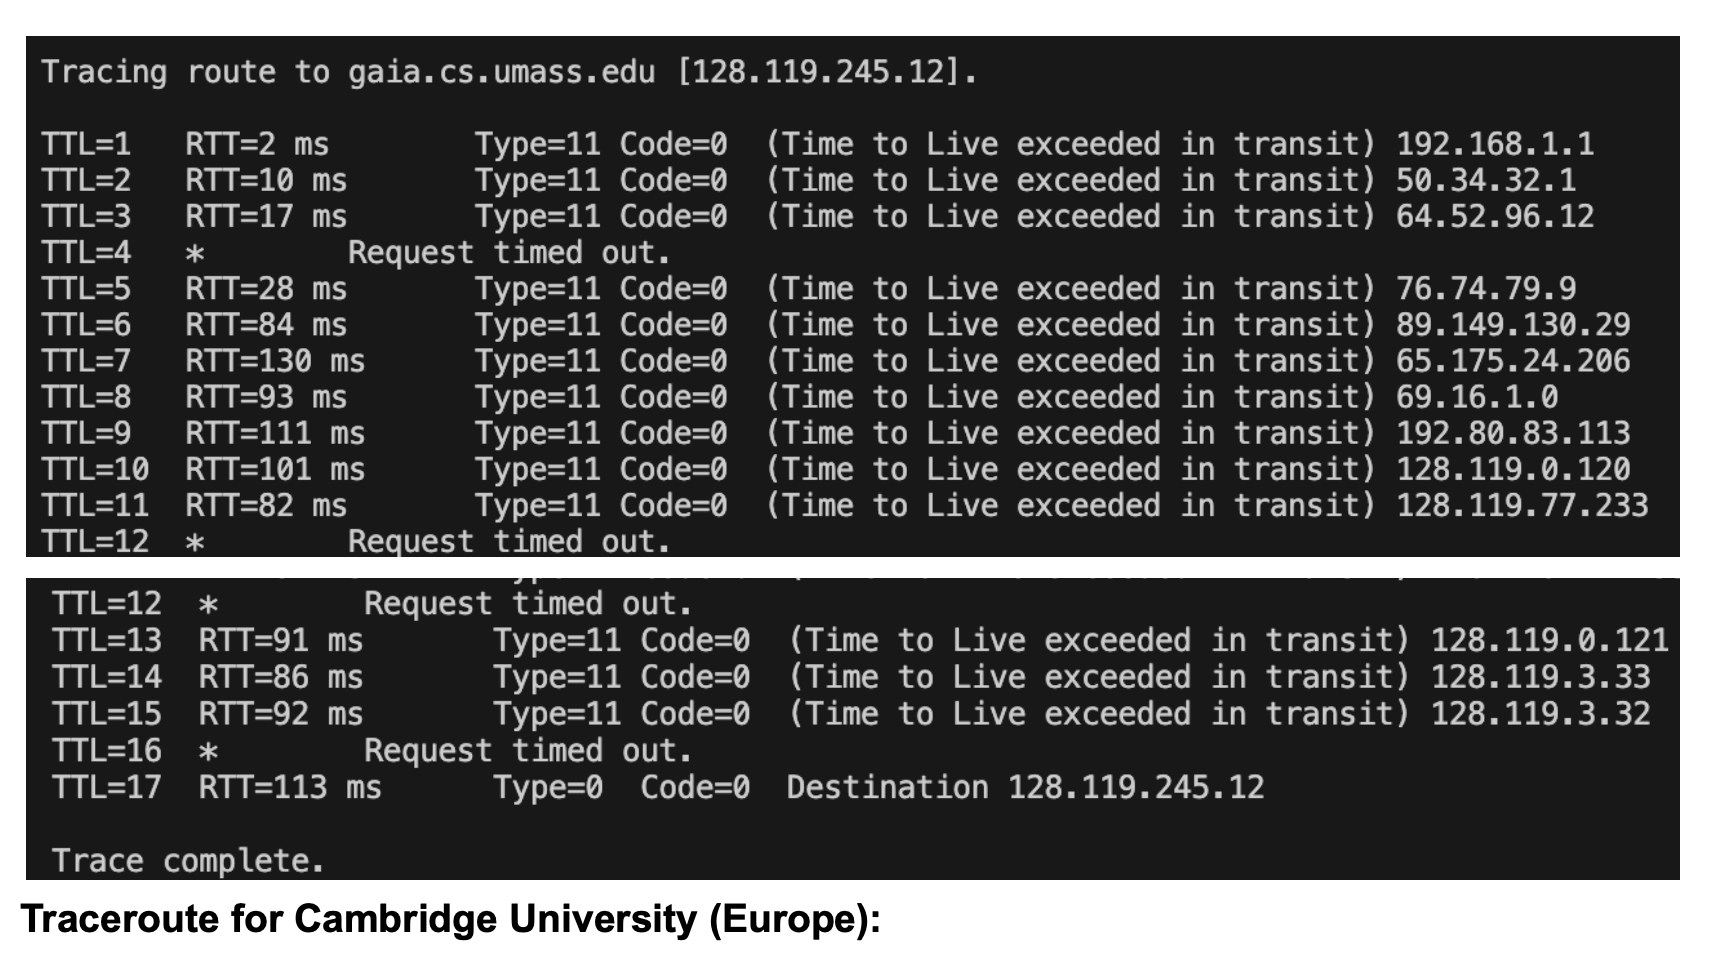 Tracing route to gaia.cs.umass.edu [128.119.245.12].
TTL=1 RTT=2 ms Type=11 Code=0 (Time to Live exceeded in transit) 192.168.1.1
TTL=2 RTT=10 ms Type=11 Code=0 (Time to Live exceeded in transit) 50.34.32.1
TTL=3 RTT=17 ms Type=11 Code=0 (Time to Live exceeded in transit) 64.52.96.12
TTL=4 * Request timed out.
TTL=5 RTT=28 ms Type=11 Code=0 (Time to Live exceeded in transit) 76.74.79.9
TTL=6 RTT=84 ms Type=11 Code=0 (Time to Live exceeded in transit) 89.149.130.29
TTL=7 RTT=130 ms Type=11 Code=0 (Time to Live exceeded in transit) 65.175.24.206
TTL=8 RTT=93 ms Type=11 Code=0 (Time to Live exceeded in transit) 69.16.1.0
TTL=9 RTT=111 ms Type=11 Code=0 (Time to Live exceeded in transit) 192.80.83.113
TTL=10 RTT=101 ms Type=11 Code=0 (Time to Live exceeded in transit) 128.119.0.120
TTL=11 RTT=82 ms Type=11 Code=0 (Time to Live exceeded in transit) 128.119.77.233
TTL=12 * Request timed out.
TTL=12 * Request timed out.
TTL=13 RTT=91 ms Type=11 Code=0 (Time to Live exceeded in transit) 128.119.0.121
TTL=14 RTT=86 ms Type=11 Code=0 (Time to Live exceeded in transit) 128.119.3.33
TTL=15 RTT=92 ms Type=11 Code=0 (Time to Live exceeded in transit) 128.119.3.32
TTL=16 * Request timed out.
TTL=17 RTT=113 ms Type=0 Code=0 Destination 128.119.245.12
Trace complete.
Traceroute for Cambridge University (Europe):